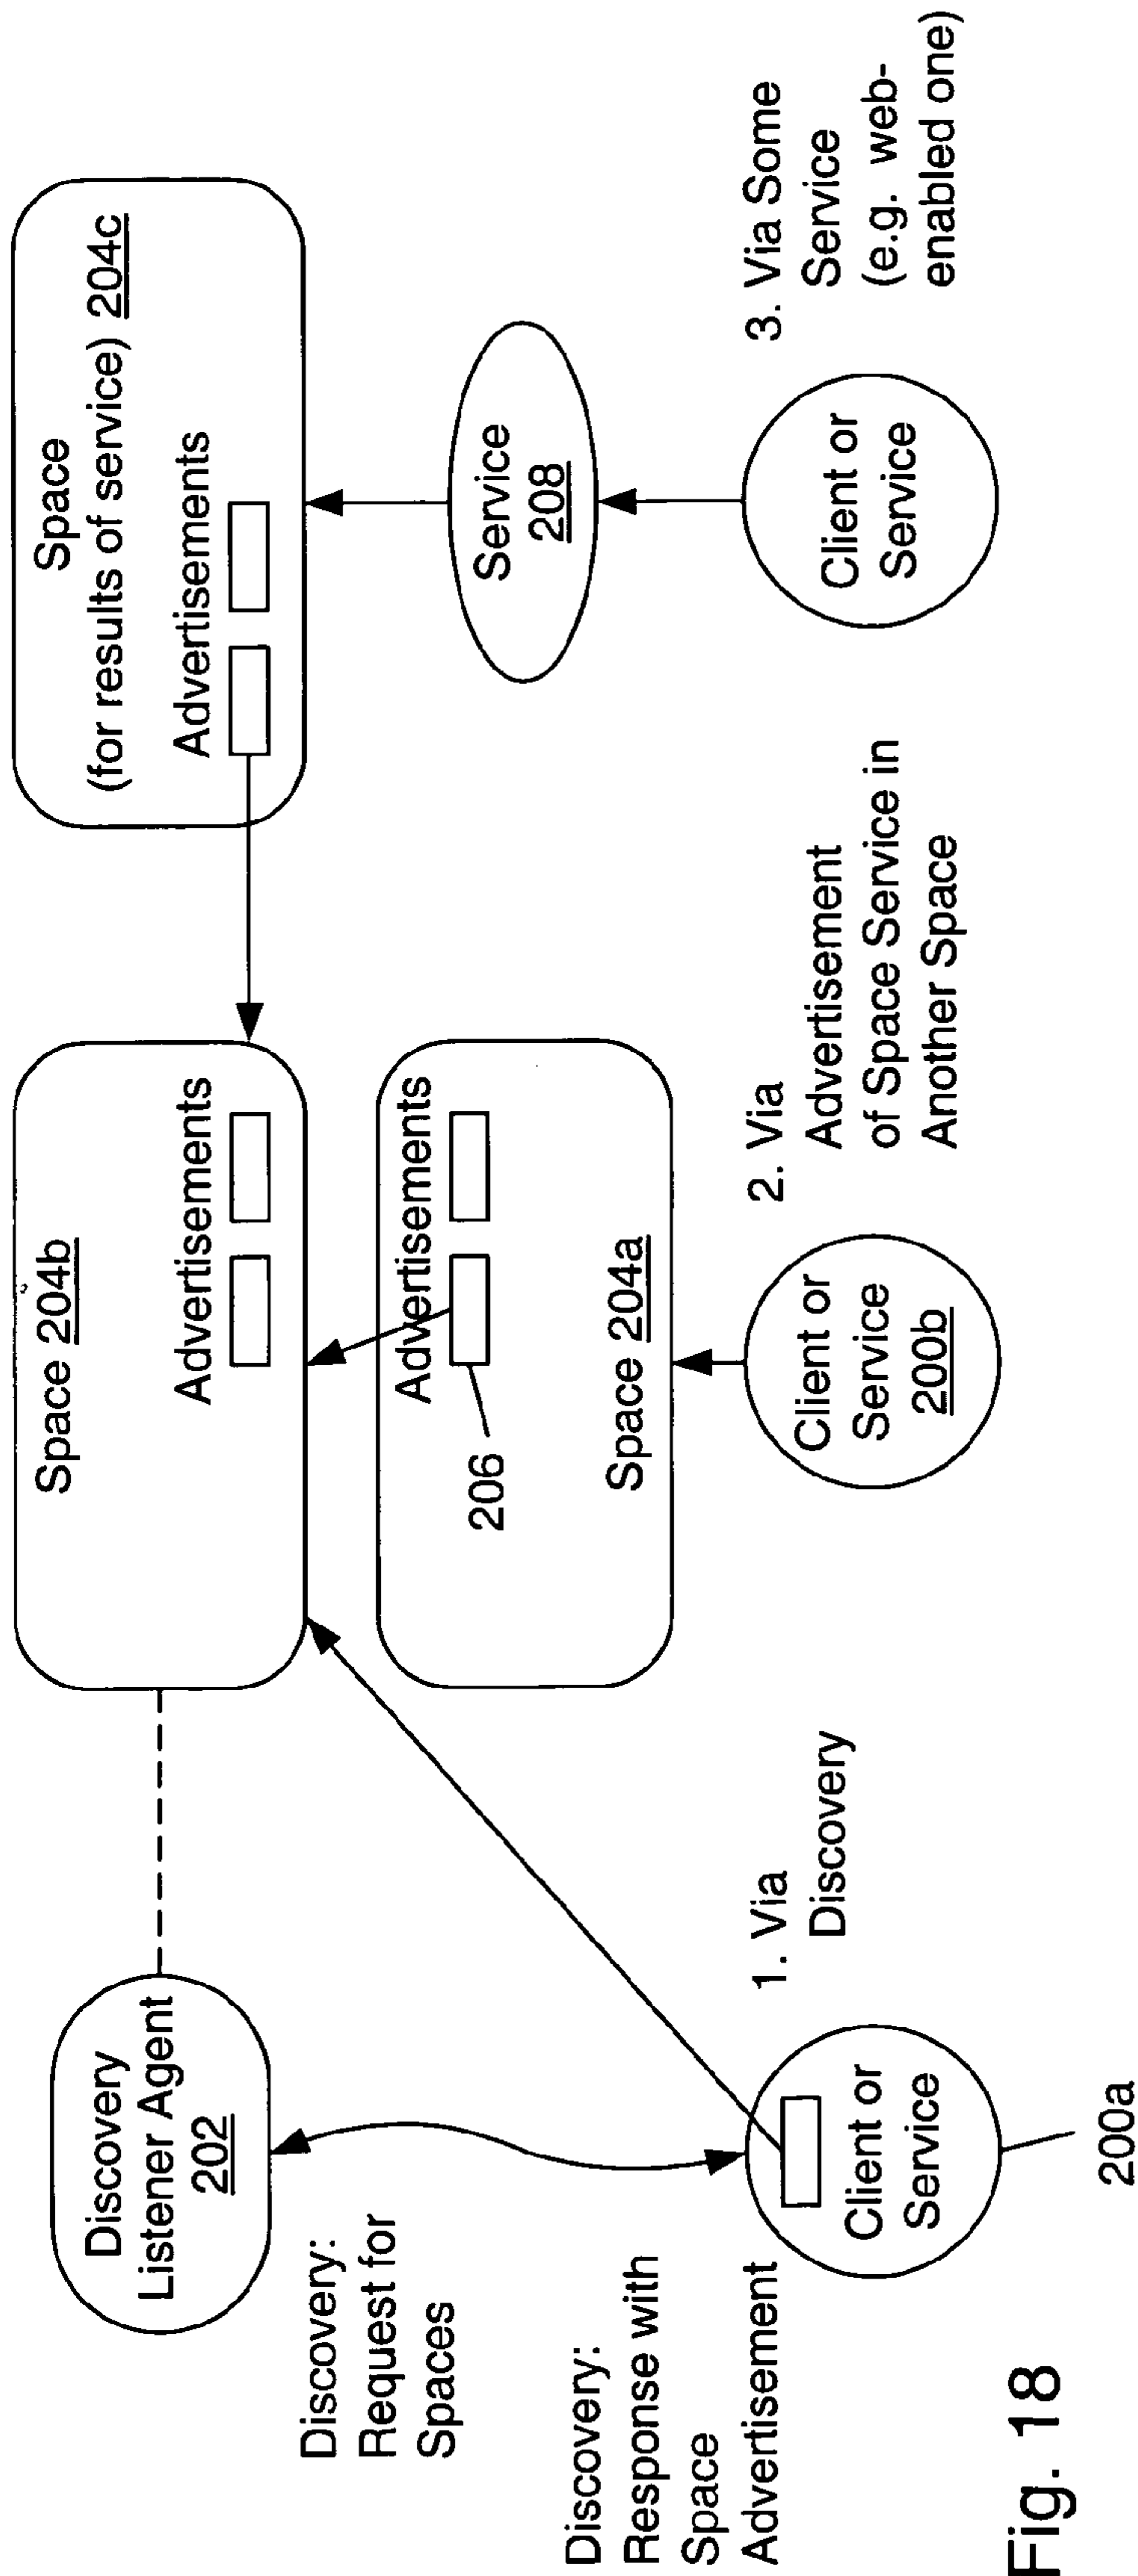 Discovery
Listener Agent
202
Discovery:
Request for
Spaces
Discovery:
Response with
Space
Advertisement
Client or
Service
200a
1. Via
Discovery
Space 204b
Advertisements
Advertisements
206
Space 204a
Client or
Service
200b
2. Via
Advertisement
of Space Service in
Another Space
Space
(for results of service) 204c
Advertisements
Service
208
Client or
Service
3. Via Some
Service
(e.g. web-
enabled one)
Fig. 18